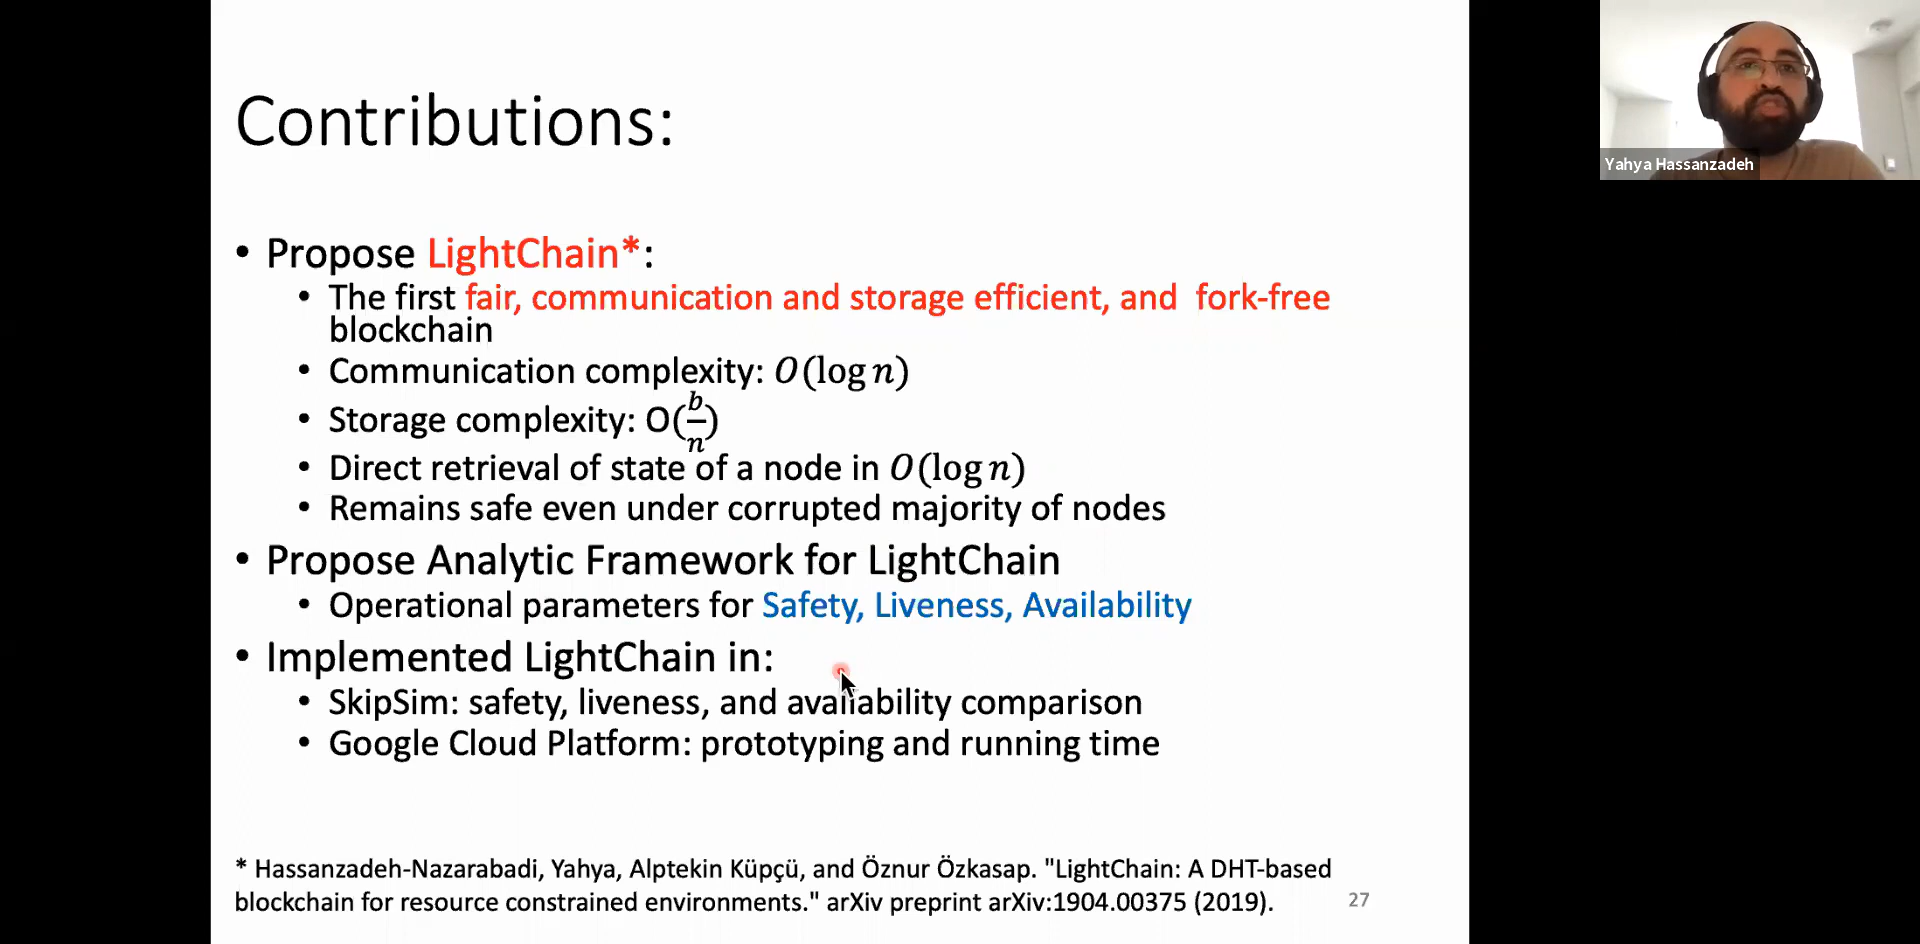 Contributions:
Yahya Hassanzadeh
• Propose LightChain*:
• The first fair, communication and storage efficient, and fork-free
blockchain
• Communication complexity: O(log n)
• Storage complexity: O(b/n)
• Direct retrieval of state of a node in O(log n)
• Remains safe even under corrupted majority of nodes
• Propose Analytic Framework for LightChain
• Operational parameters for Safety, Liveness, Availability
• Implemented LightChain in:
• SkipSim: safety, liveness, and availability comparison
• Google Cloud Platform: prototyping and running time
* Hassanzadeh-Nazarabadi, Yahya, Alptekin Küpçü, and Öznur Özkasap. "LightChain: A DHT-based
blockchain for resource constrained environments." arXiv preprint arXiv:1904.00375 (2019).
27